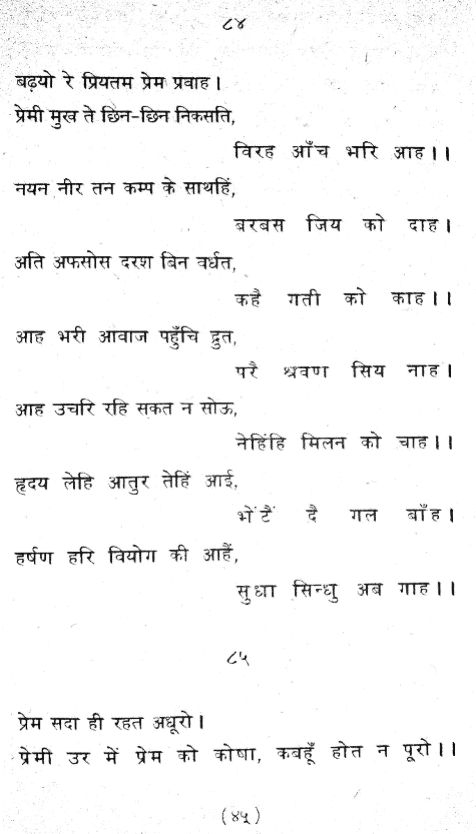 ८४
बढ़यो रे प्रियतम प्रेम प्रवाह ।
प्रेमी मुख ते छिन-छिन निकसति,
विरह आँच भरि आह ।।
नयन नीर तन कम्प के साथहिं,
बरबस जिय को दाह ।
अति अफसोस दरश बिन वर्धत,
कहै गती को काह ।।
आह भरी आवाज पहुँचि द्रुत,
परै श्रवण सिय नाह ।
आह उचरि रहि सकत न सोऊ,
नेहिंहि मिलन को चाह ।।
हृदय लेहि आतुर तेहिं आई,
भेंटैं दै गल बाँह ।
हर्षण हरि वियोग की आहैं,
सुधा सिन्धु अब गाह ।।
८५
प्रेम सदा ही रहत अधूरो ।
प्रेमी उर में प्रेम को कोषा, कबहूँ होत न पूरो ।।
(४५)